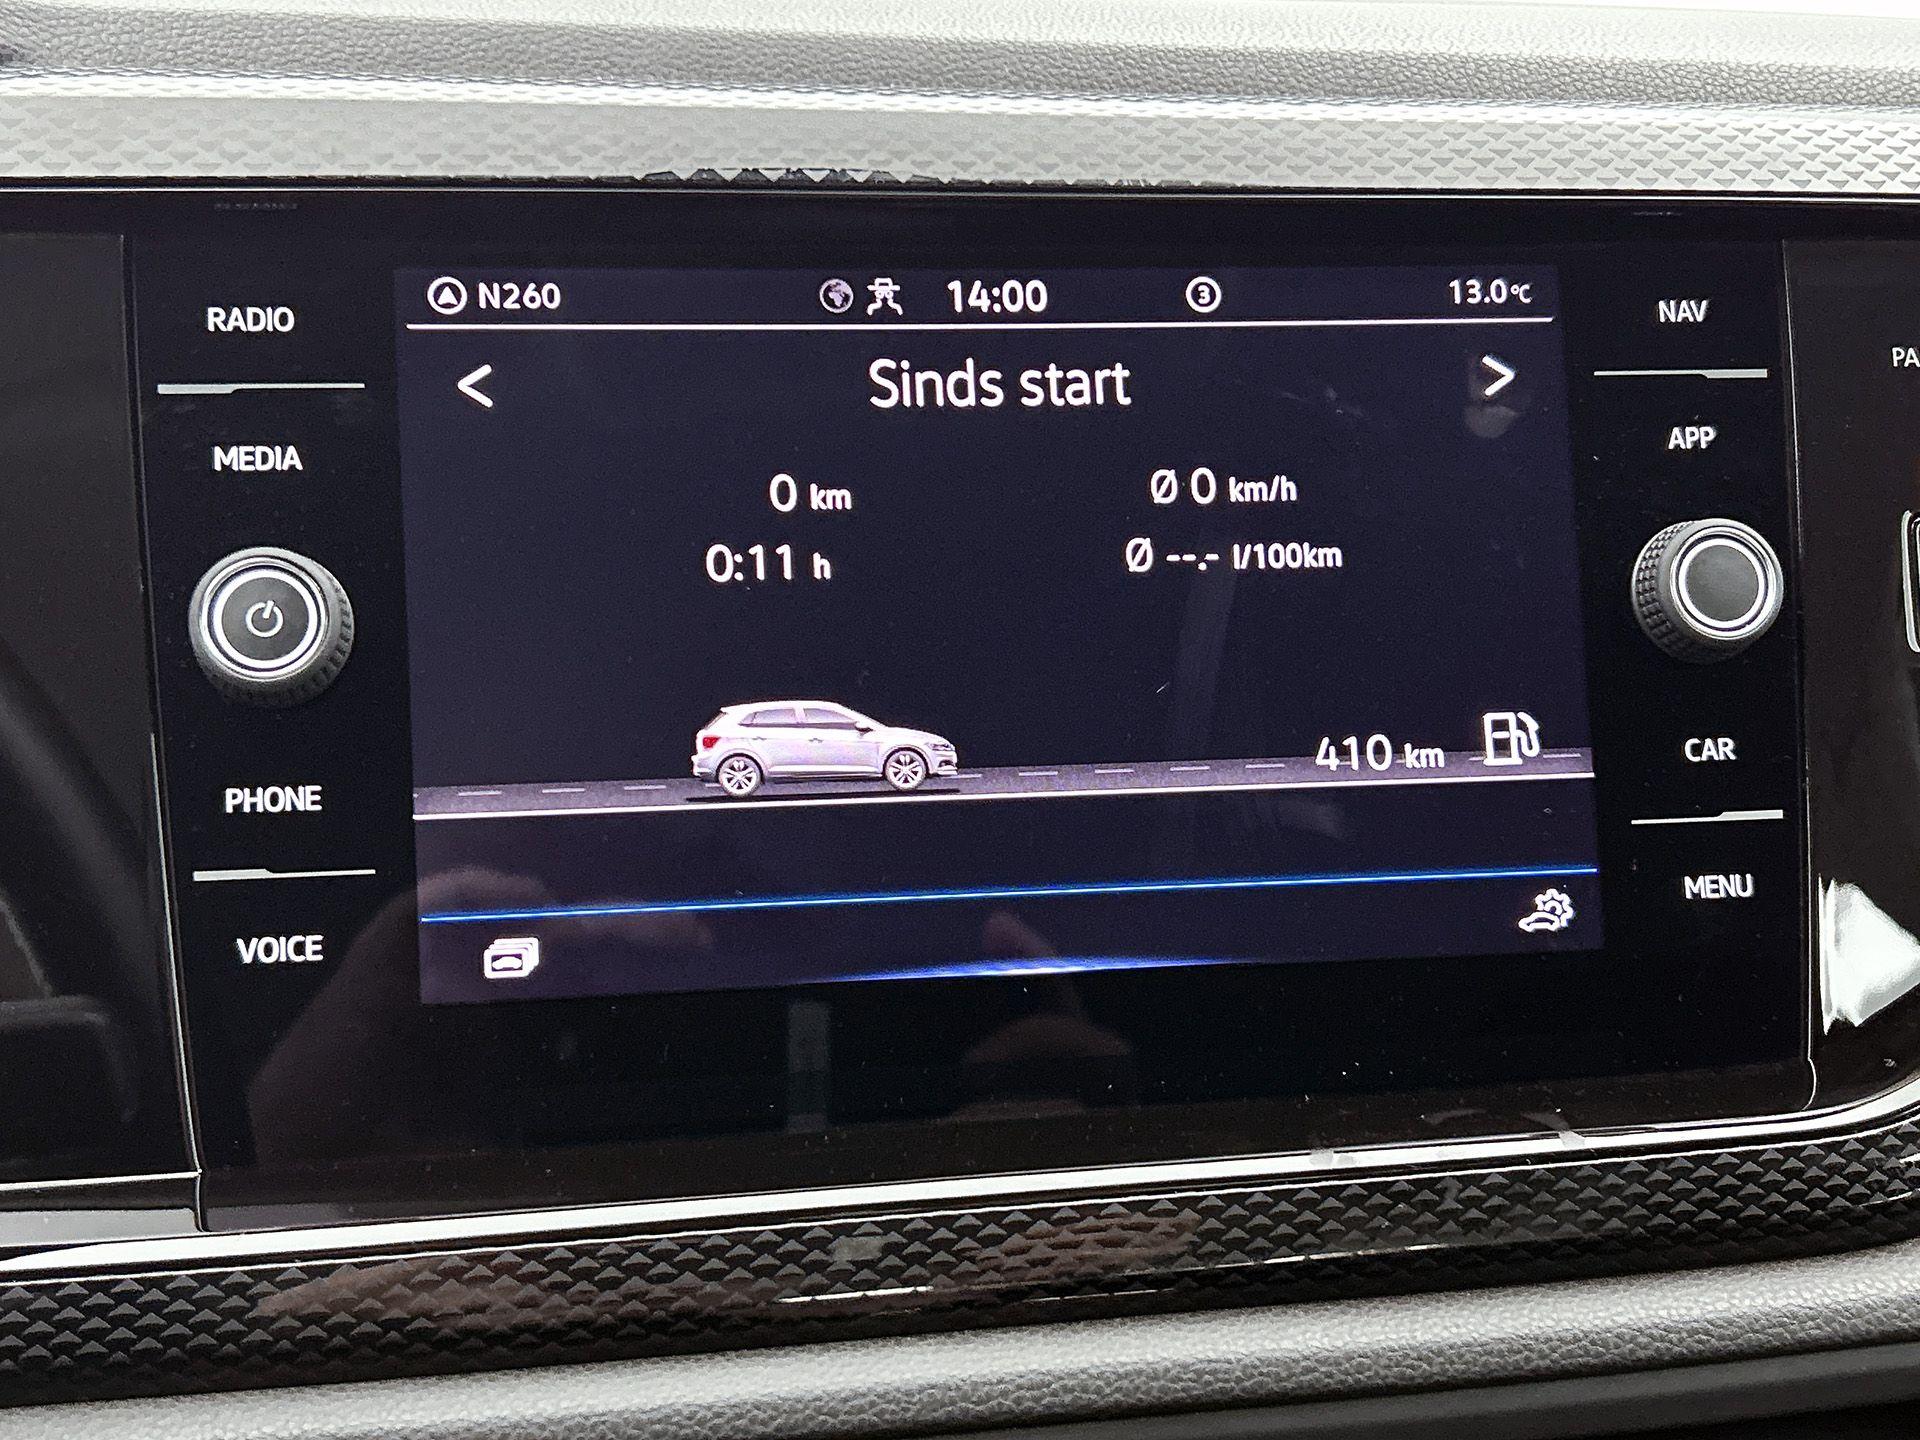 RADIO
MEDIA
PHONE
VOICE
N260
14:00
3
13.0°C
<
Sinds start
>
0 km
Ø 0 km/h
0:11 h
Ø --.- l/100km
410 km
NAV
APP
CAR
MENU
PA